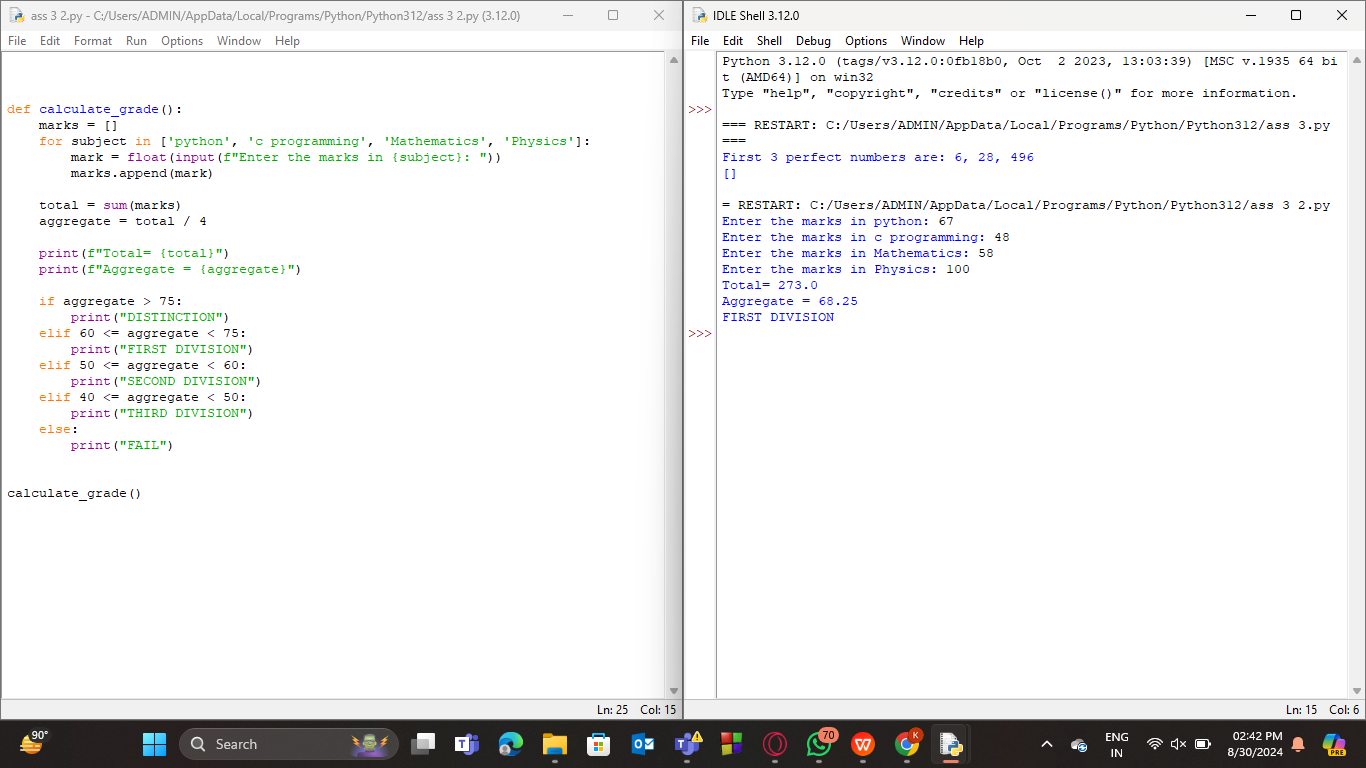 ass 3 2.py - C:/Users/ADMIN/AppData/Local/Programs/Python/Python312/ass 3 2.py (3.12.0)
File Edit Format Run Options Window Help
def calculate_grade():
    marks = []
    for subject in ['python', 'c programming', 'Mathematics', 'Physics']:
        mark = float(input(f"Enter the marks in {subject}: "))
        marks.append(mark)
    total = sum(marks)
    aggregate = total / 4
    print(f"Total= {total}")
    print(f"Aggregate = {aggregate}")
    if aggregate > 75:
        print("DISTINCTION")
    elif 60 <= aggregate < 75:
        print("FIRST DIVISION")
    elif 50 <= aggregate < 60:
        print("SECOND DIVISION")
    elif 40 <= aggregate < 50:
        print("THIRD DIVISION")
    else:
        print("FAIL")
calculate_grade()
Ln: 25 Col: 15
IDLE Shell 3.12.0
File Edit Shell Debug Options Window Help
Python 3.12.0 (tags/v3.12.0:0fb18b0, Oct  2 2023, 13:03:39) [MSC v.1935 64 bi
t (AMD64)] on win32
Type "help", "copyright", "credits" or "license()" for more information.
>>>
=== RESTART: C:/Users/ADMIN/AppData/Local/Programs/Python/Python312/ass 3.py
===
First 3 perfect numbers are: 6, 28, 496
[]
= RESTART: C:/Users/ADMIN/AppData/Local/Programs/Python/Python312/ass 3 2.py
Enter the marks in python: 67
Enter the marks in c programming: 48
Enter the marks in Mathematics: 58
Enter the marks in Physics: 100
Total= 273.0
Aggregate = 68.25
FIRST DIVISION
>>>
Ln: 15 Col: 6
90°
Search
70
K
ENG
IN
02:42 PM
8/30/2024
PRE